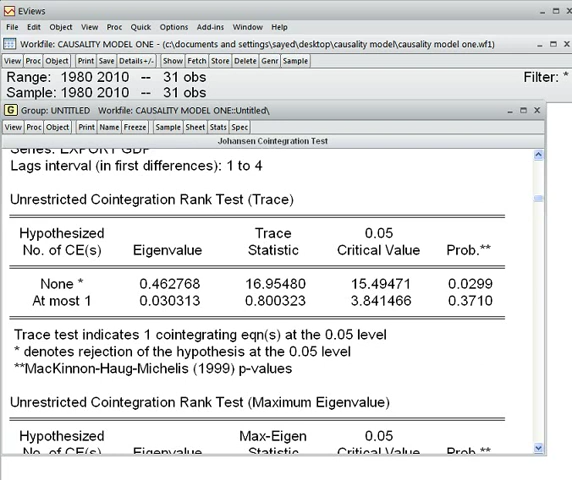 EViews
File Edit Object View Proc Quick Options Add-ins Window Help
Workfile: CAUSALITY MODEL ONE - (c:\documents and settings\sayed\desktop\causality model\causality model one.wf1)
View Proc Object Print Save Details+/- Show Fetch Store Delete Genr Sample
Range: 1980 2010 -- 31 obs Filter: *
Sample: 1980 2010 -- 31 obs
G Group: UNTITLED Workfile: CAUSALITY MODEL ONE::Untitled\
View Proc Object Print Name Freeze Sample Sheet Stats Spec
Johansen Cointegration Test
Series: EXPORT GDP
Lags interval (in first differences): 1 to 4
Unrestricted Cointegration Rank Test (Trace)
Hypothesized Trace 0.05
No. of CE(s) Eigenvalue Statistic Critical Value Prob.**
None * 0.462768 16.95480 15.49471 0.0299
At most 1 0.030313 0.800323 3.841466 0.3710
Trace test indicates 1 cointegrating eqn(s) at the 0.05 level
* denotes rejection of the hypothesis at the 0.05 level
**MacKinnon-Haug-Michelis (1999) p-values
Unrestricted Cointegration Rank Test (Maximum Eigenvalue)
Hypothesized Max-Eigen 0.05
No. of CE(s) Eigenvalue Statistic Critical Value Prob.**